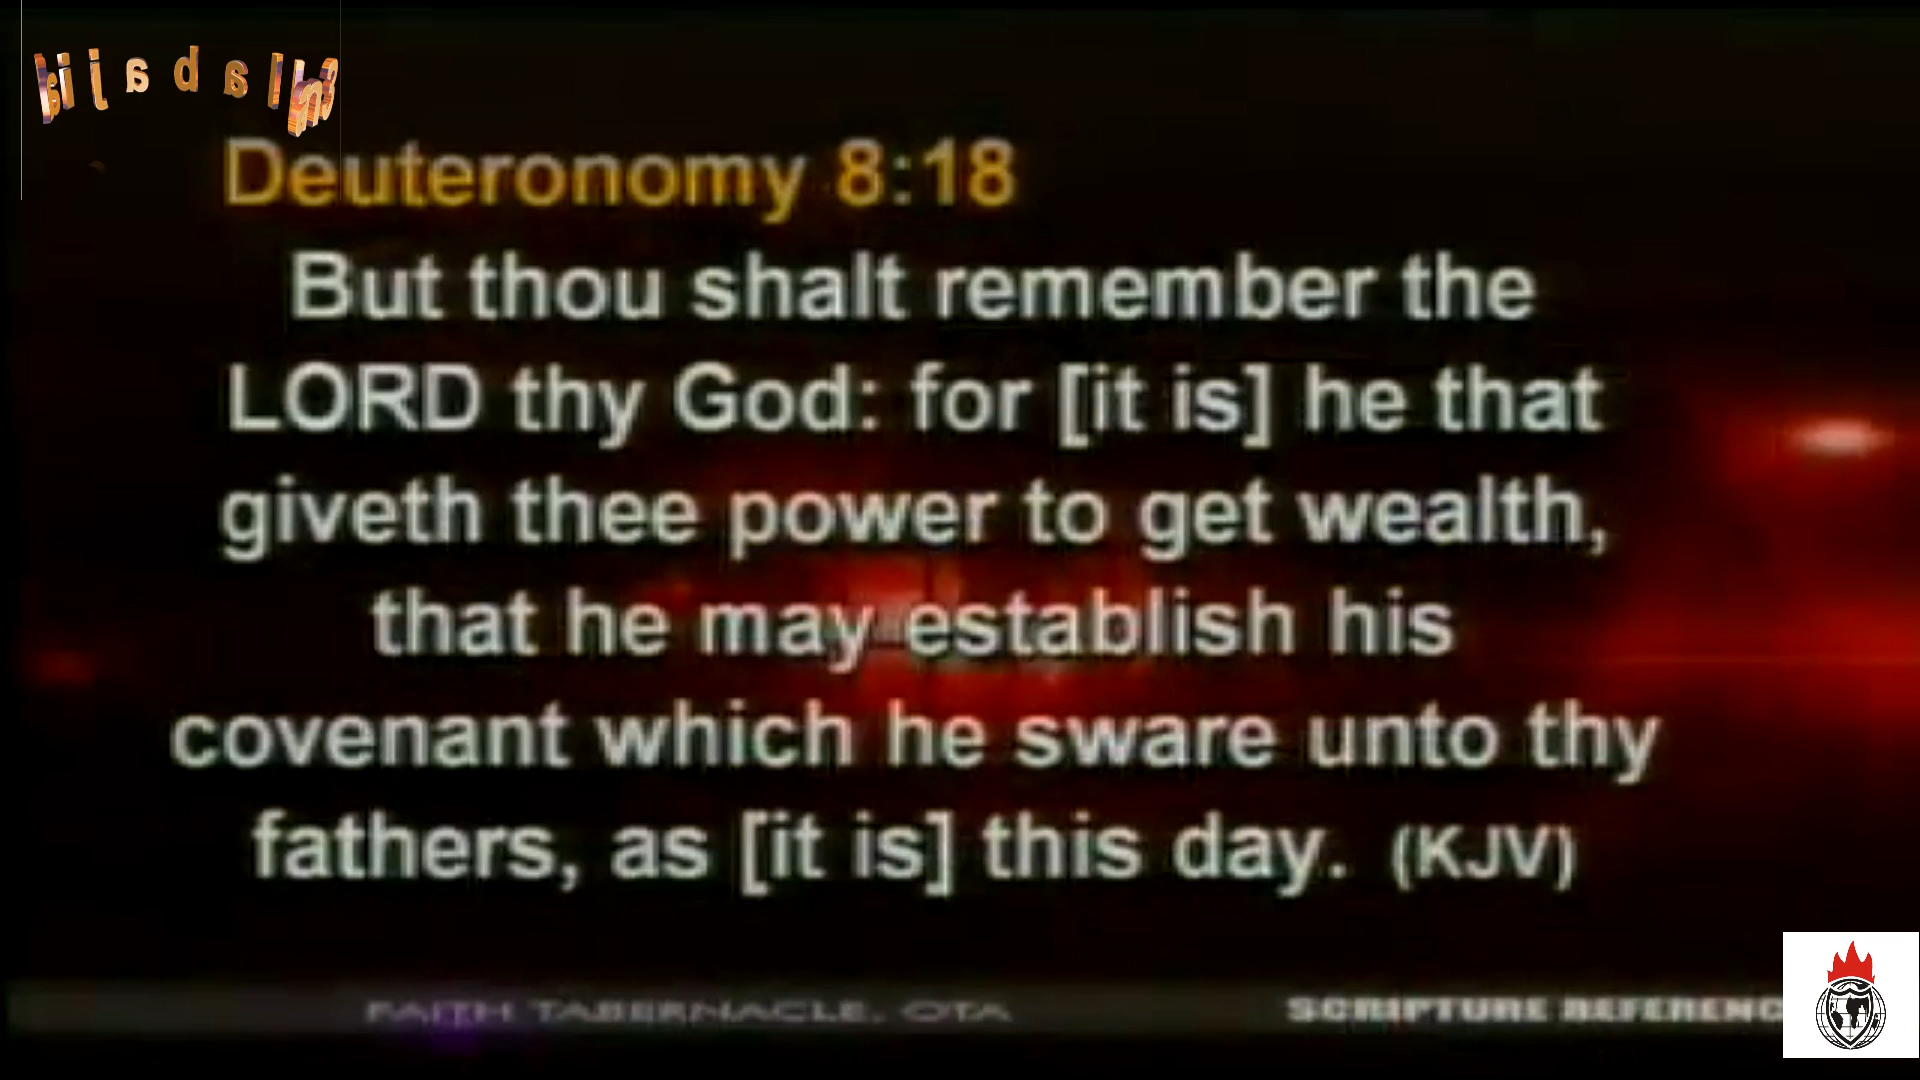 Deuteronomy 8:18
But thou shalt remember the
LORD thy God: for [it is] he that
giveth thee power to get wealth,
that he may establish his
covenant which he sware unto thy
fathers, as [it is] this day. (KJV)
FAITH TABERNACLE, OTA
SCRIPTURE REFERENC